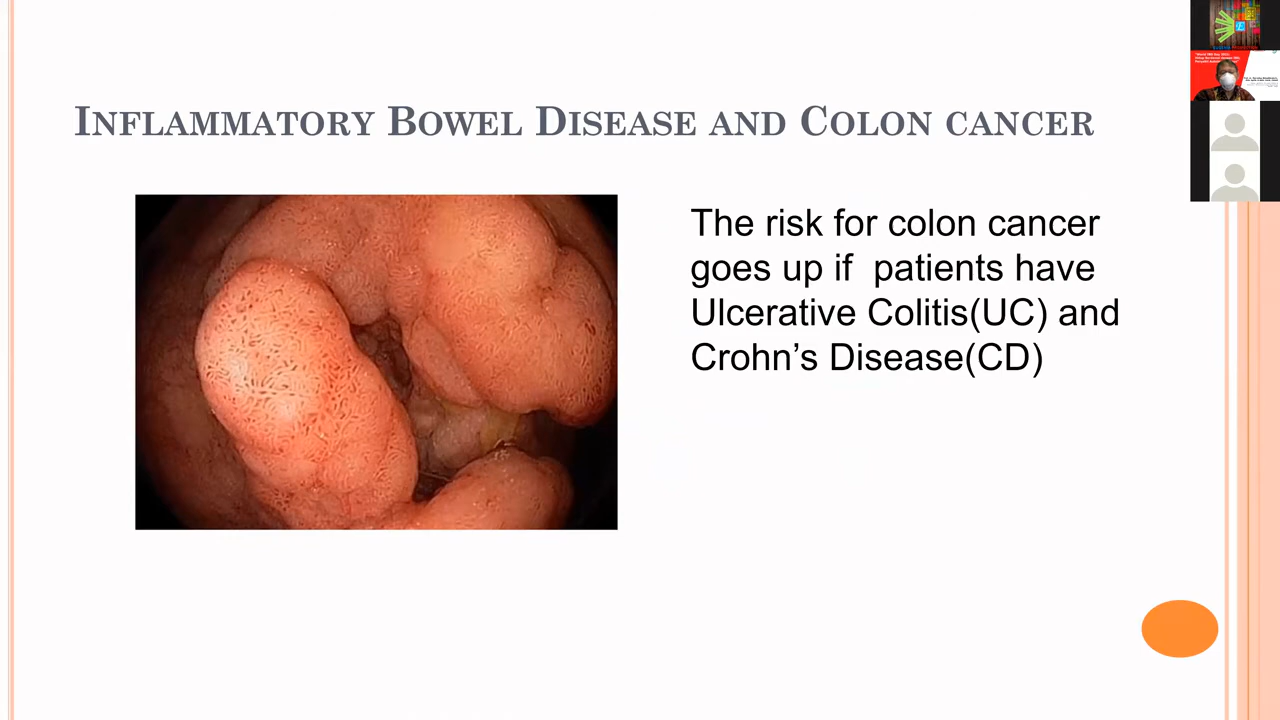 Inflammatory Bowel Disease and Colon cancer
The risk for colon cancer
goes up if  patients have
Ulcerative Colitis(UC) and
Crohn’s Disease(CD)